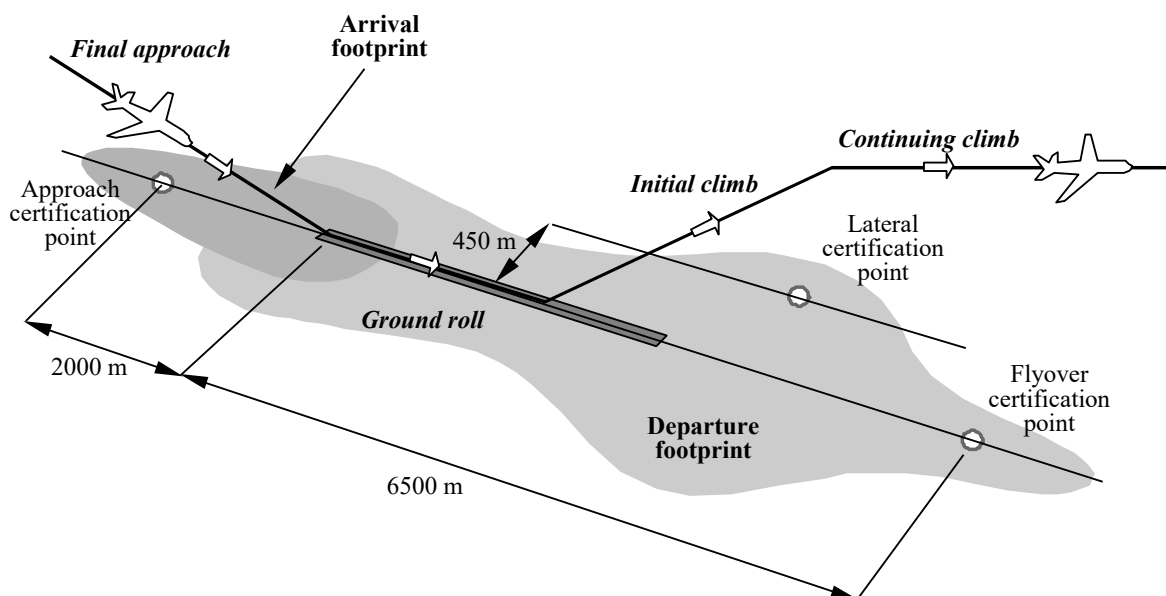 Arrival
footprint
Final approach
Continuing climb
Approach
certification
point
Initial climb
Lateral
certification
point
450 m
Ground roll
2000 m
Flyover
certification
point
Departure
footprint
6500 m